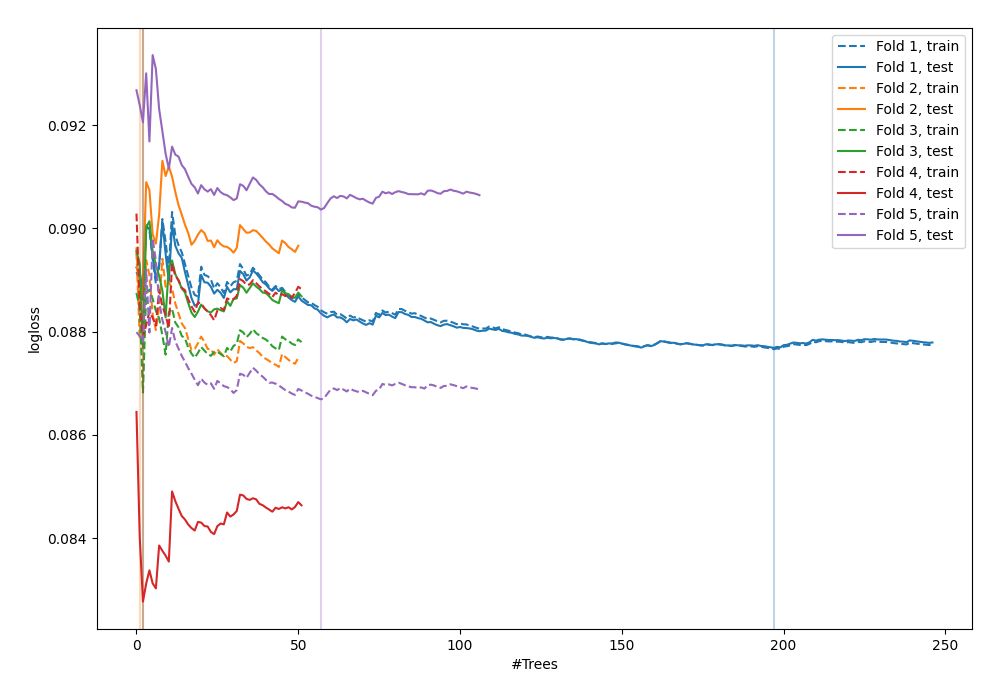 Fold 1, train
Fold 1, test
Fold 2, train
Fold 2, test
Fold 3, train
Fold 3, test
Fold 4, train
Fold 4, test
Fold 5, train
Fold 5, test
logloss
0.092
0.090
0.088
0.086
0.084
0
50
100
150
200
250
#Trees